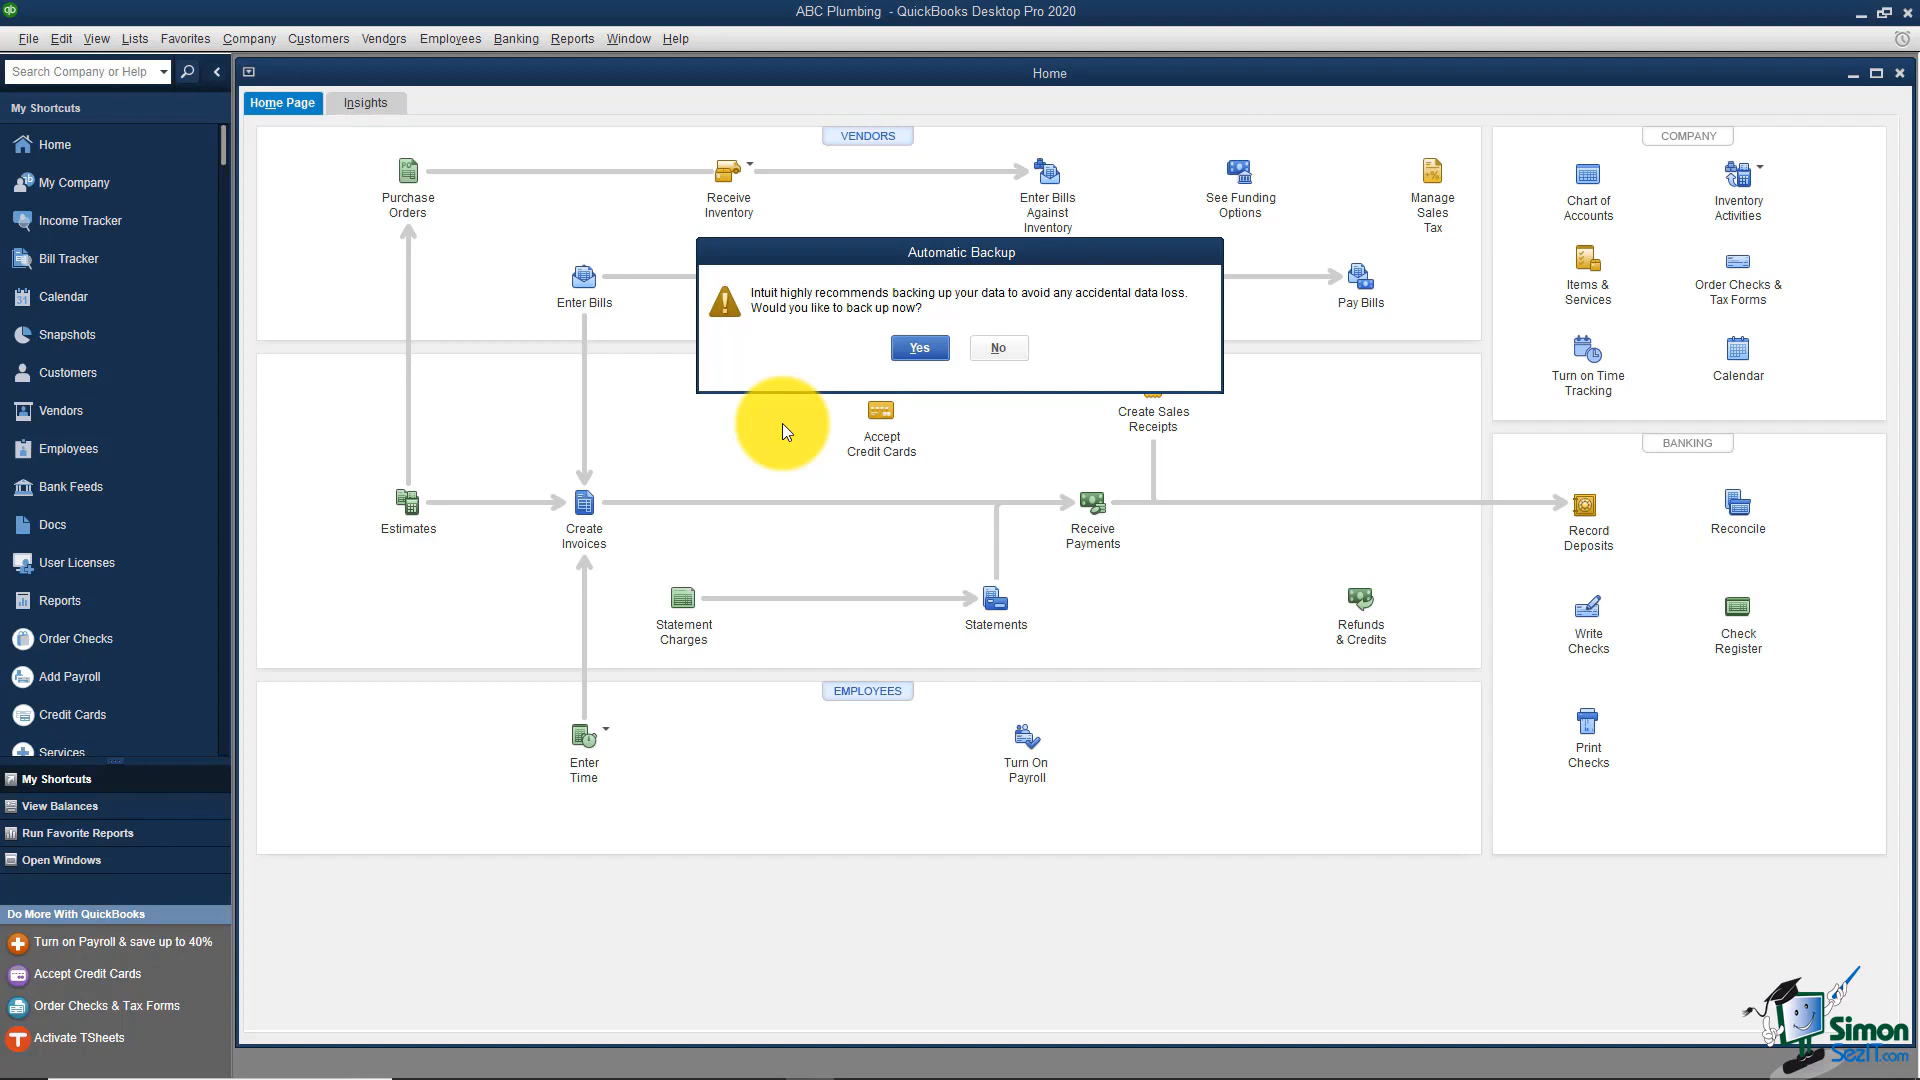 ABC Plumbing - QuickBooks Desktop Pro 2020
File Edit View Lists Favorites Company Customers Vendors Employees Banking Reports Window Help
Search Company or Help
My Shortcuts
Home
My Company
Income Tracker
Bill Tracker
Calendar
Snapshots
Customers
Vendors
Employees
Bank Feeds
Docs
User Licenses
Reports
Order Checks
Add Payroll
Credit Cards
Services
My Shortcuts
View Balances
Run Favorite Reports
Open Windows
Do More With QuickBooks
Turn on Payroll & save up to 40%
Accept Credit Cards
Order Checks & Tax Forms
Activate TSheets
Home
Home Page
Insights
VENDORS
Purchase
Orders
Receive
Inventory
Enter Bills
Against
Inventory
See Funding
Options
Manage
Sales
Tax
Enter Bills
Pay Bills
Automatic Backup
Intuit highly recommends backing up your data to avoid any accidental data loss.
Would you like to back up now?
Yes
No
Accept
Credit Cards
Create Sales
Receipts
Estimates
Create
Invoices
Receive
Payments
Statement
Charges
Statements
Refunds
& Credits
EMPLOYEES
Enter
Time
Turn On
Payroll
COMPANY
Chart of
Accounts
Inventory
Activities
Items &
Services
Order Checks &
Tax Forms
Turn on Time
Tracking
Calendar
31
BANKING
Record
Deposits
Reconcile
Write
Checks
Check
Register
Print
Checks
Simon
SezIT.com